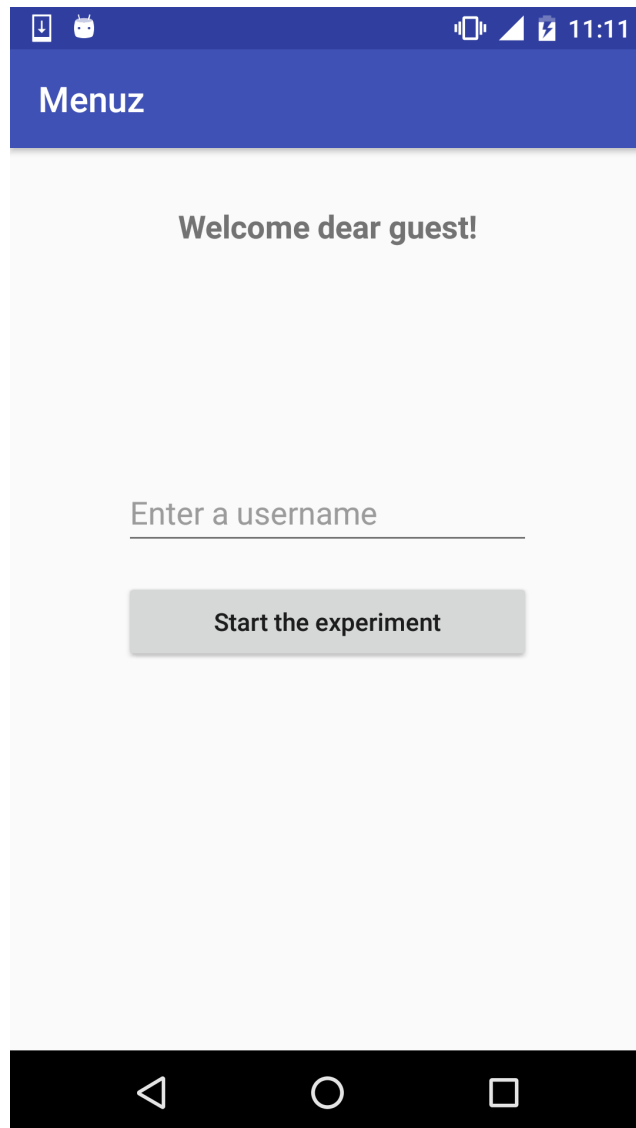 11:11
Menuz
Welcome dear guest!
Enter a username
Start the experiment